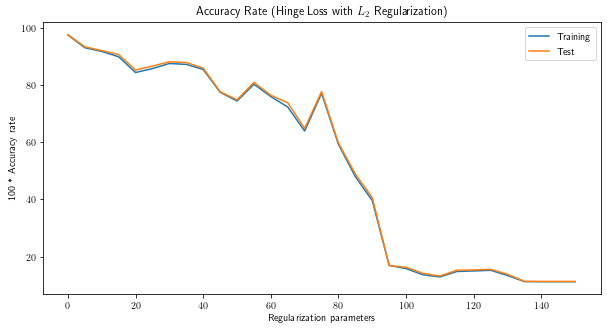 Accuracy Rate (Hinge Loss with L₂ Regularization)
100 * Accuracy rate
100
80
60
40
20
Training
Test
0 20 40 60 80 100 120 140
Regularization parameters